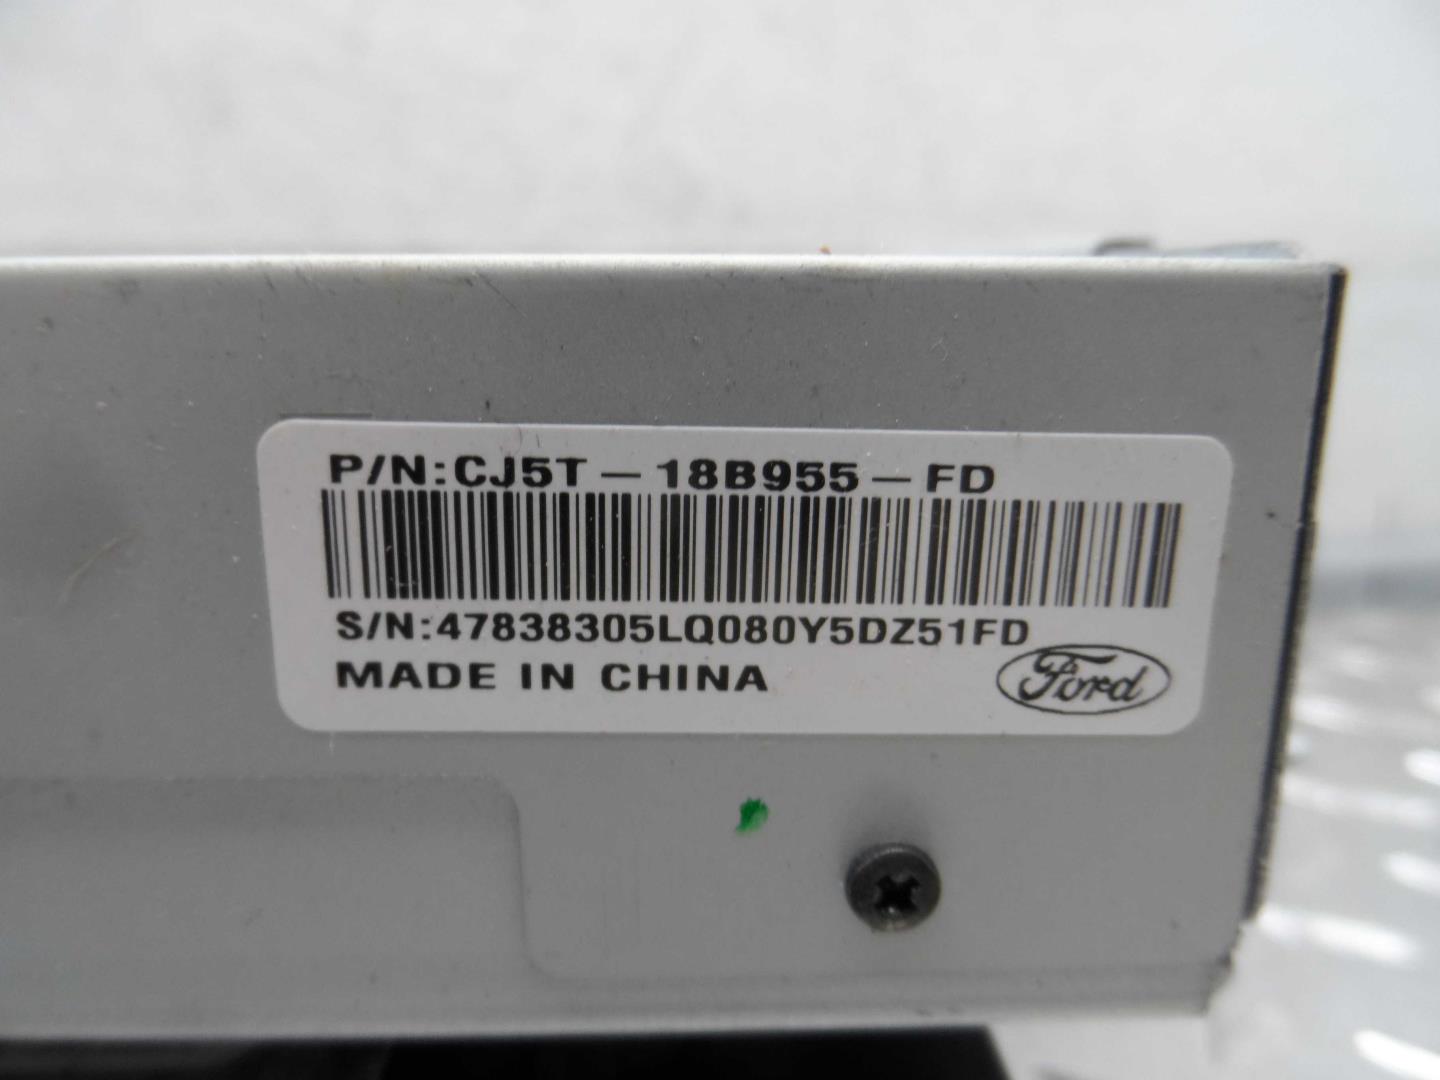 P/N:CJ5T-18B955-FD
S/N:47838305LQ080Y5DZ51FD
MADE IN CHINA
Ford